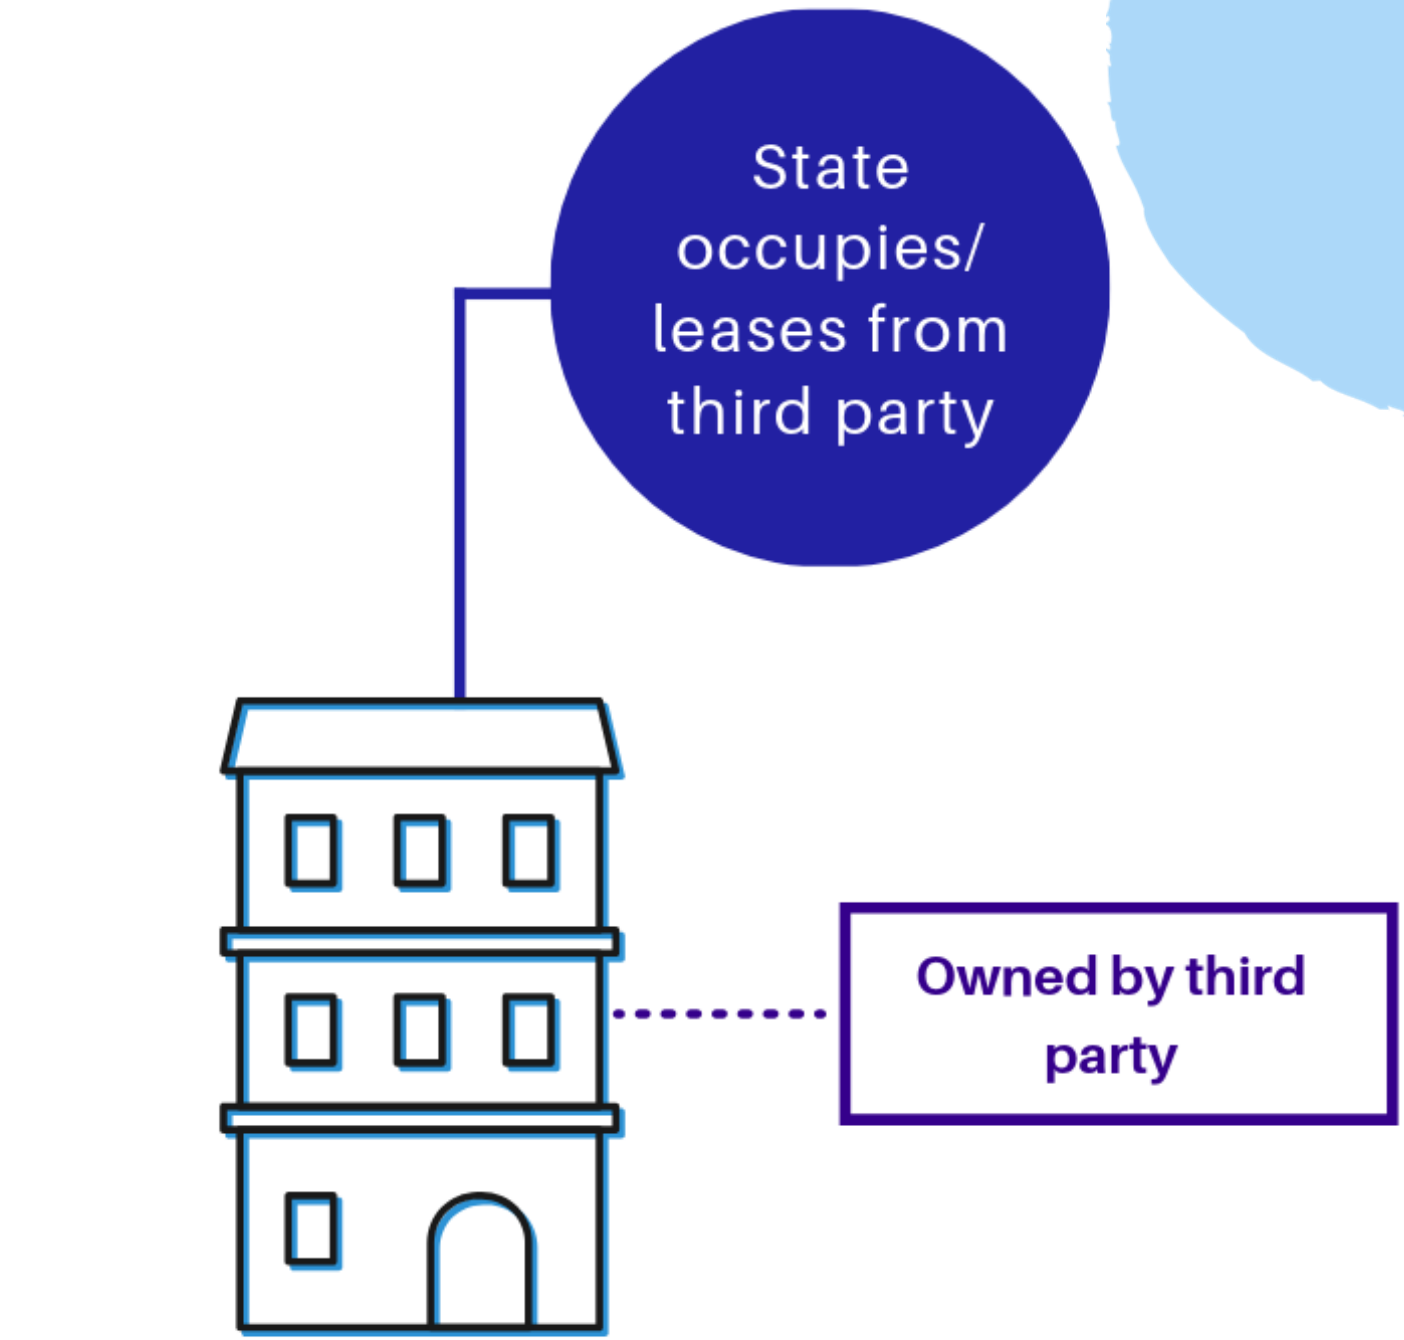 State
occupies/
leases from
third party
Owned by third
party